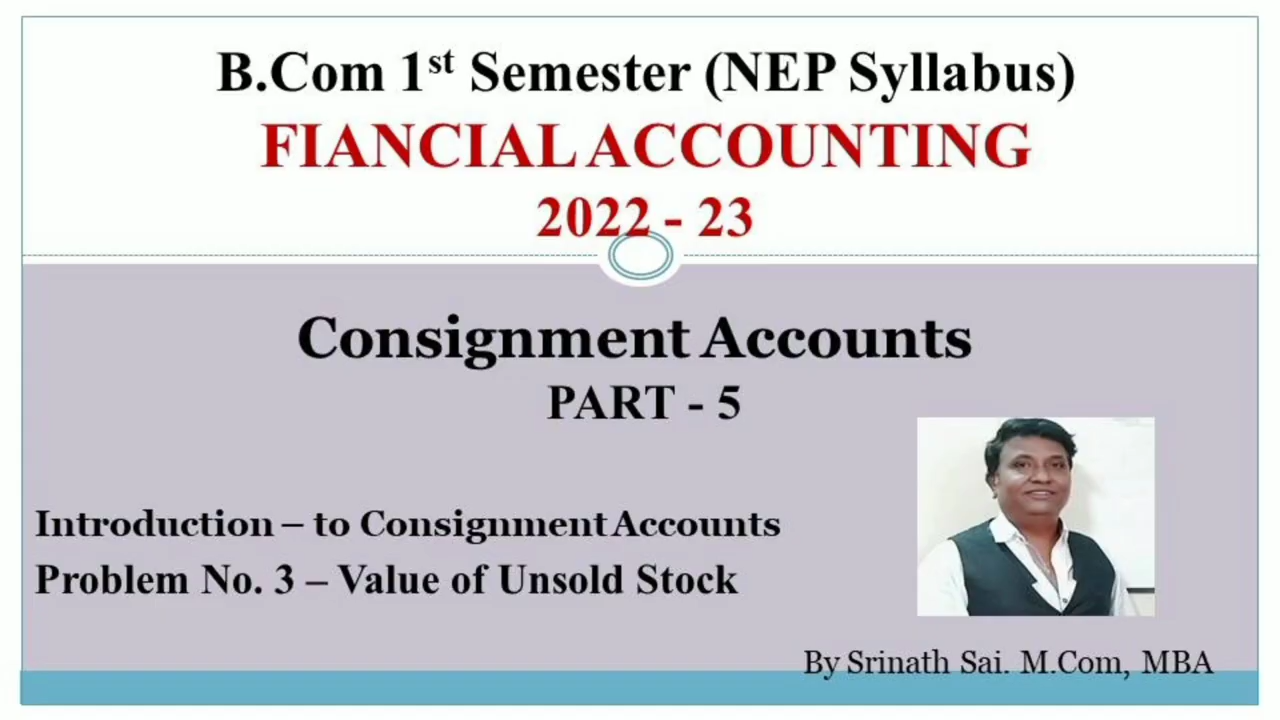 B.Com 1st Semester (NEP Syllabus)
FIANCIAL ACCOUNTING
2022 - 23
Consignment Accounts
PART - 5
Introduction – to Consignment Accounts
Problem No. 3 – Value of Unsold Stock
By Srinath Sai. M.Com, MBA